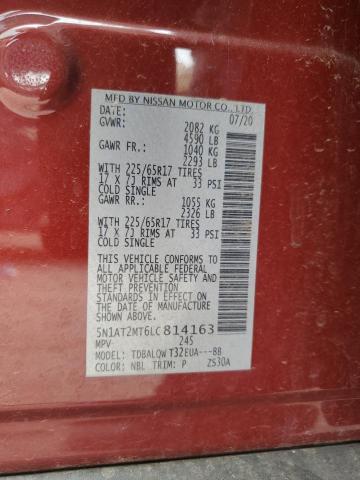 MFD BY NISSAN MOTOR CO., LTD.
DATE: 07/20
GVWR: 2082 KG
4590 LB
GAWR FR.: 1040 KG
2293 LB
WITH 225/65R17 TIRES
17 X 7J RIMS AT 33 PSI
COLD SINGLE
GAWR RR.: 1055 KG
2326 LB
WITH 225/65R17 TIRES
17 X 7J RIMS AT 33 PSI
COLD SINGLE
THIS VEHICLE CONFORMS TO
ALL APPLICABLE FEDERAL
MOTOR VEHICLE SAFETY AND
THEFT PREVENTION
STANDARDS IN EFFECT ON
THE DATE OF MANUFACTURE
SHOWN ABOVE.
5N1AT2MT6LC814163
MPV 245
MODEL: TDBALQW T32EUA---BB
COLOR: NBL TRIM: P ZS30A